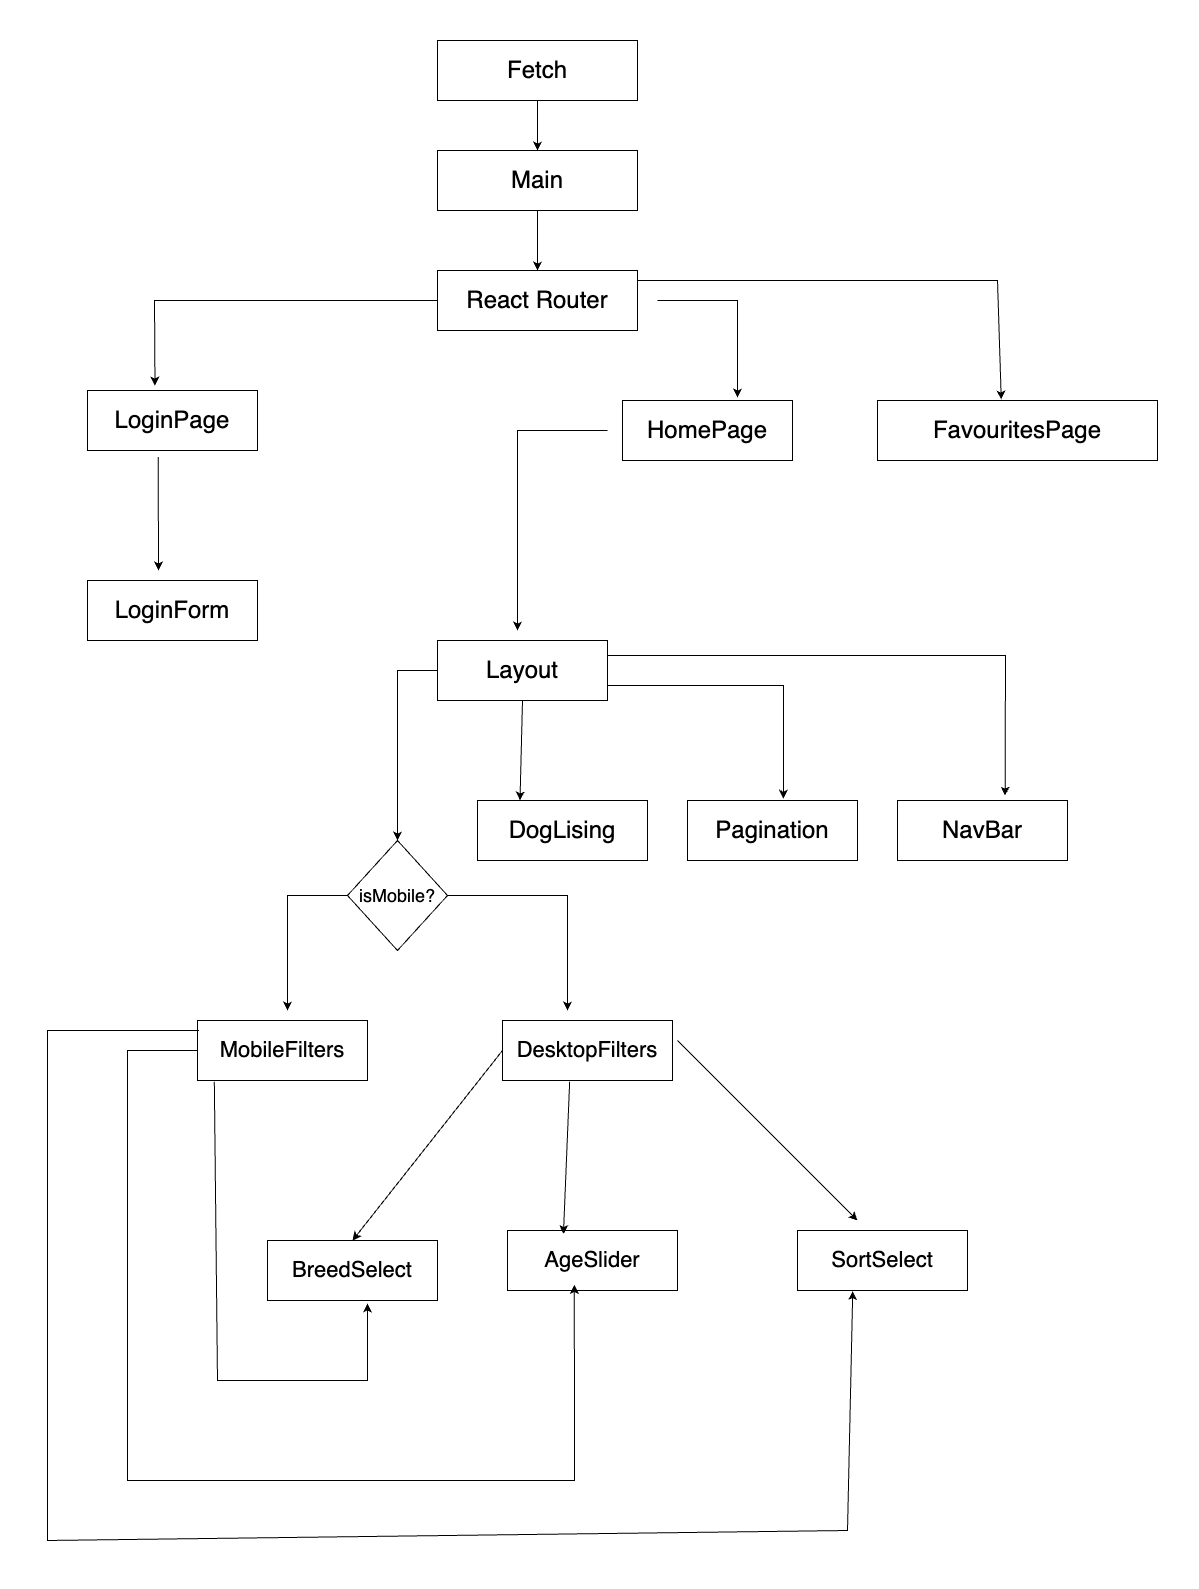 Fetch
Main
React Router
LoginPage
HomePage
FavouritesPage
LoginForm
Layout
DogLising
Pagination
NavBar
isMobile?
MobileFilters
DesktopFilters
BreedSelect
AgeSlider
SortSelect